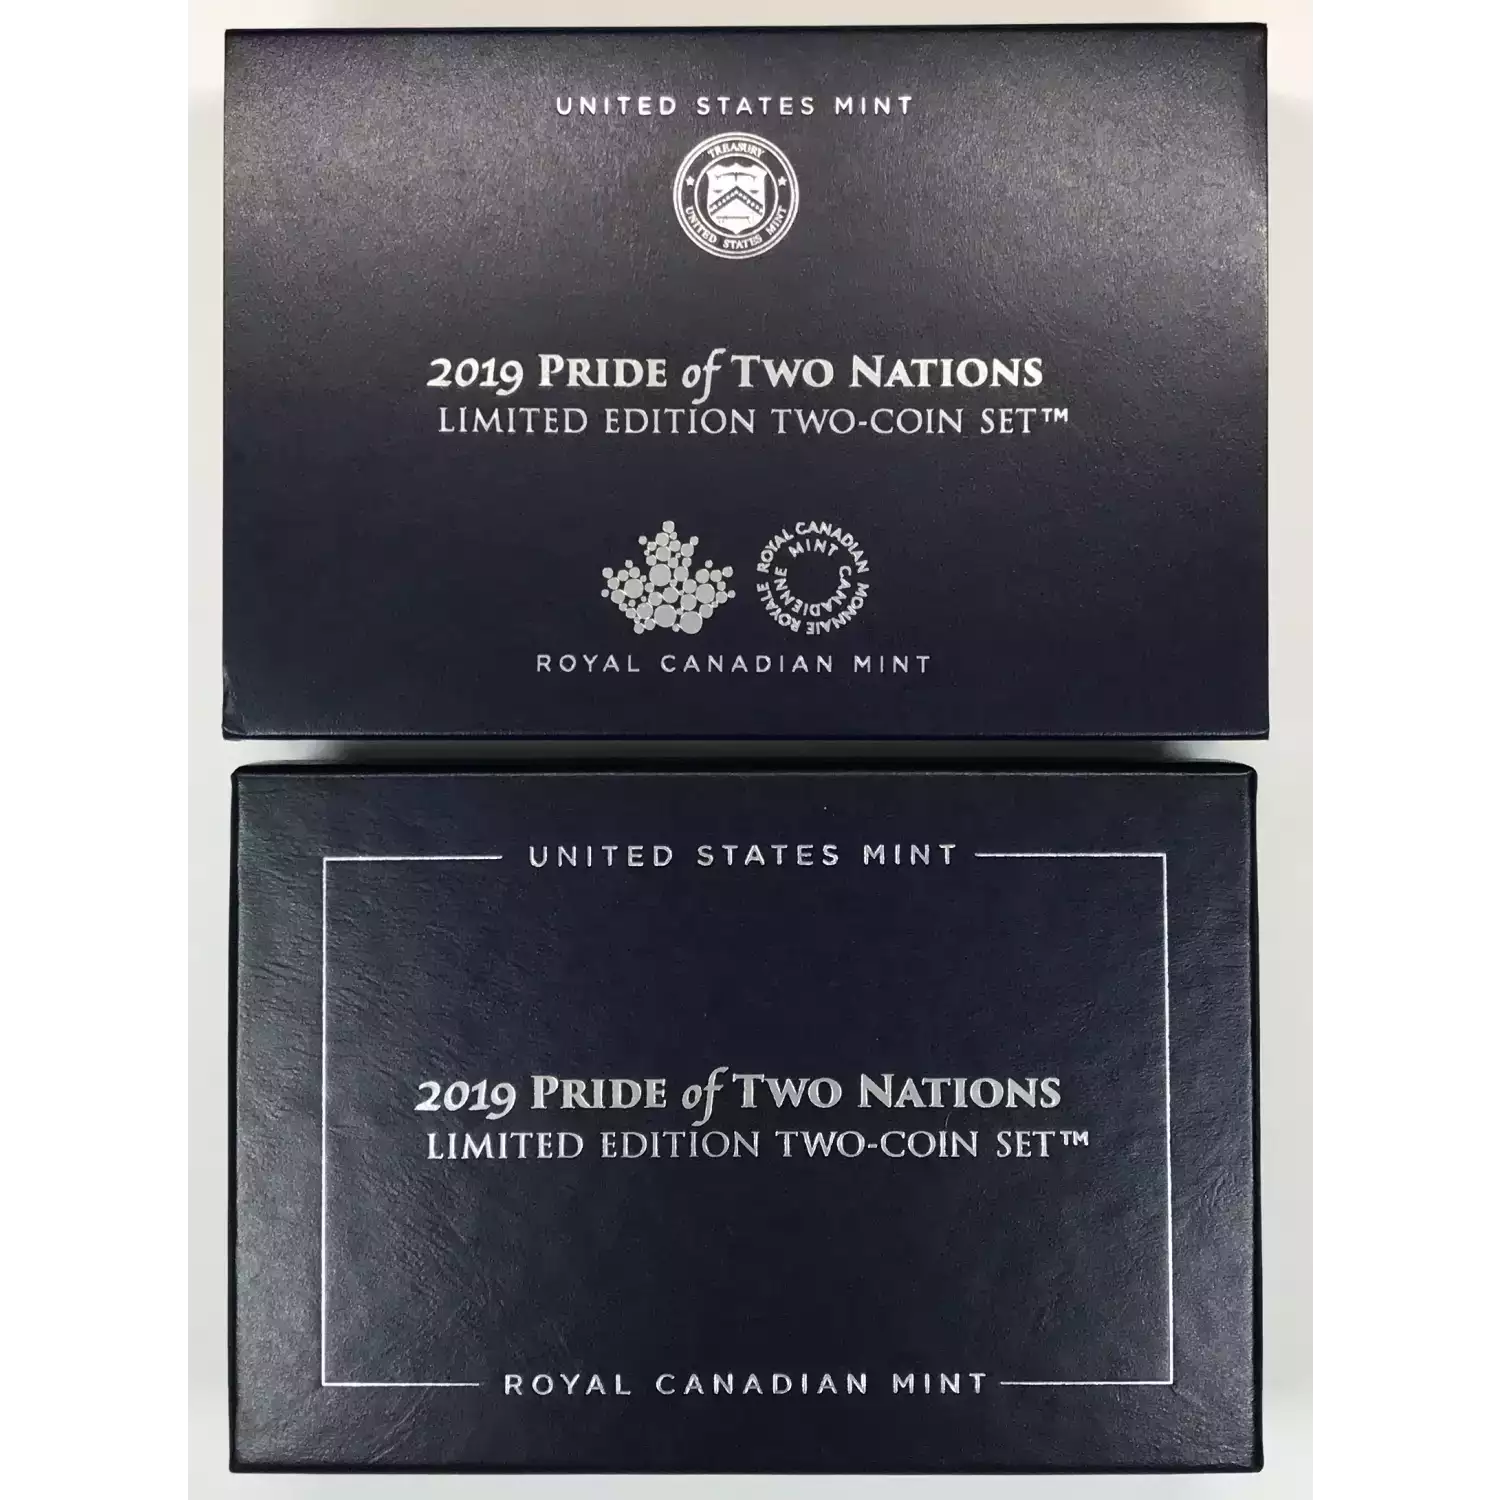 UNITED STATES MINT
TREASURY
UNITED STATES MINT
2019 PRIDE of TWO NATIONS
LIMITED EDITION TWO-COIN SET™
ROYAL CANADIAN MINT
MONNAIE ROYALE CANADIENNE
ROYAL CANADIAN MINT
UNITED STATES MINT
2019 PRIDE of TWO NATIONS
LIMITED EDITION TWO-COIN SET™
ROYAL CANADIAN MINT